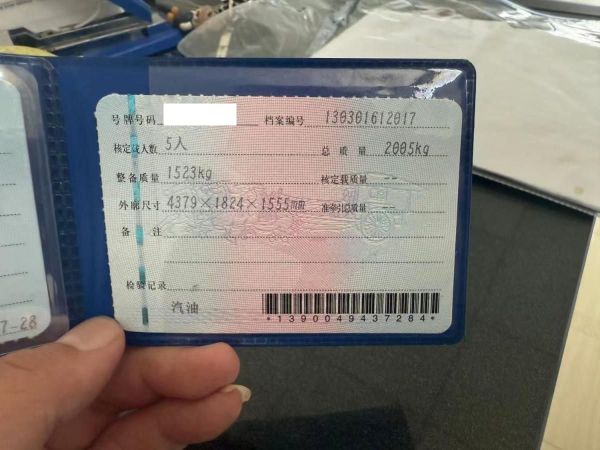 号牌号码 档案编号 130301612017
核定载人数 5人 总质量 2005kg
整备质量 1523kg 核定载质量 --
外廓尺寸 4379×1824×1555mm 准牵引总质量 --
备注
检验记录
汽油
*1390049437284*
7-28